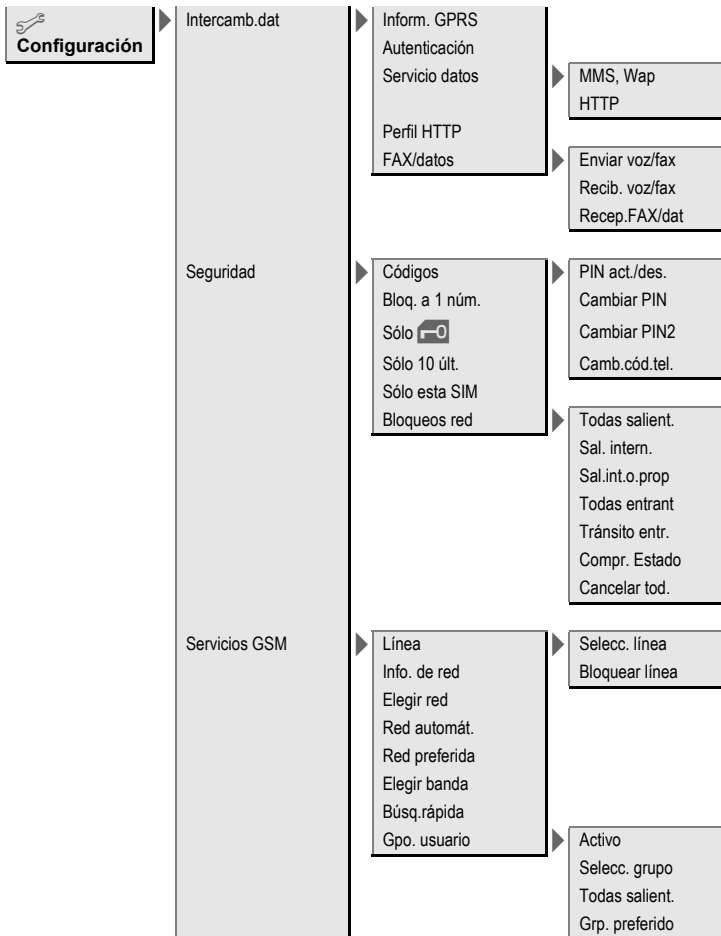 Configuración
Intercamb.dat
Inform. GPRS
Autenticación
Servicio datos
MMS, Wap
HTTP
Perfil HTTP
FAX/datos
Enviar voz/fax
Recib. voz/fax
Recep.FAX/dat
Seguridad
Códigos
PIN act./des.
Cambiar PIN
Cambiar PIN2
Camb.cód.tel.
Bloq. a 1 núm.
Sólo
Sólo 10 últ.
Sólo esta SIM
Bloqueos red
Todas salient.
Sal. intern.
Sal.int.o.prop
Todas entrant
Tránsito entr.
Compr. Estado
Cancelar tod.
Servicios GSM
Línea
Selecc. línea
Bloquear línea
Info. de red
Elegir red
Red automát.
Red preferida
Elegir banda
Búsq.rápida
Gpo. usuario
Activo
Selecc. grupo
Todas salient.
Grp. preferido